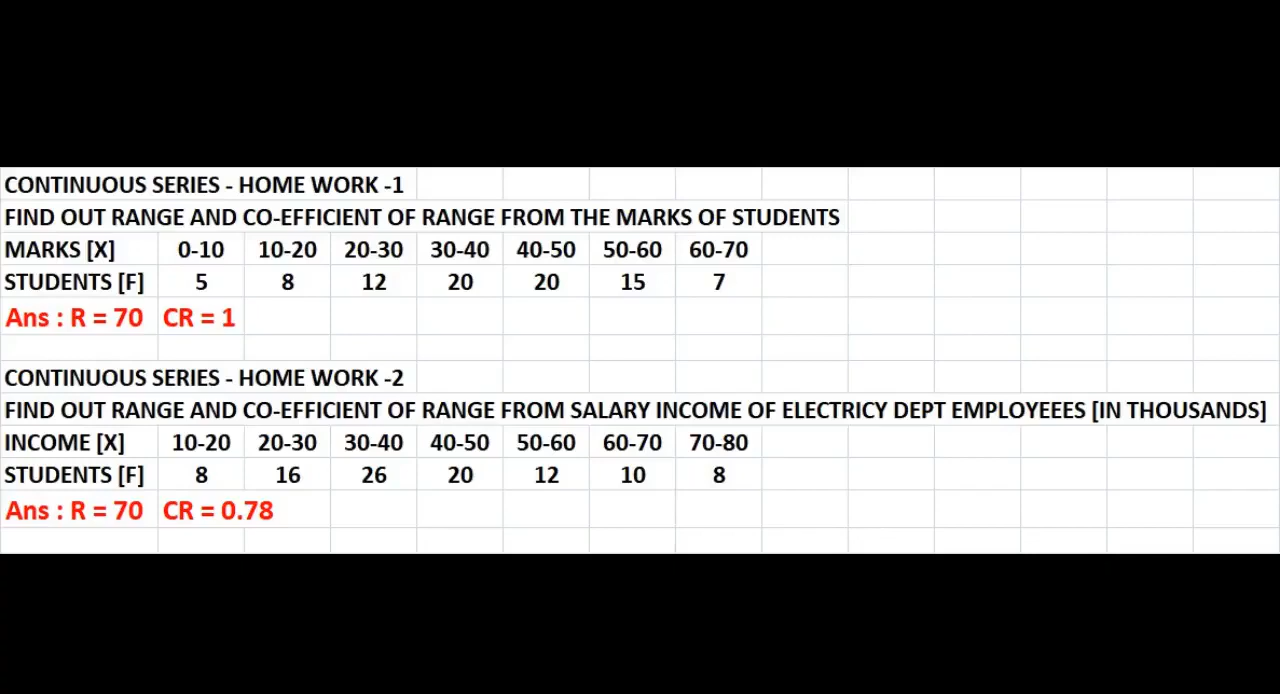 CONTINUOUS SERIES - HOME WORK -1
FIND OUT RANGE AND CO-EFFICIENT OF RANGE FROM THE MARKS OF STUDENTS
MARKS [X] 0-10 10-20 20-30 30-40 40-50 50-60 60-70
STUDENTS [F] 5 8 12 20 20 15 7
Ans : R = 70 CR = 1
CONTINUOUS SERIES - HOME WORK -2
FIND OUT RANGE AND CO-EFFICIENT OF RANGE FROM SALARY INCOME OF ELECTRICY DEPT EMPLOYEEES [IN THOUSANDS]
INCOME [X] 10-20 20-30 30-40 40-50 50-60 60-70 70-80
STUDENTS [F] 8 16 26 20 12 10 8
Ans : R = 70 CR = 0.78